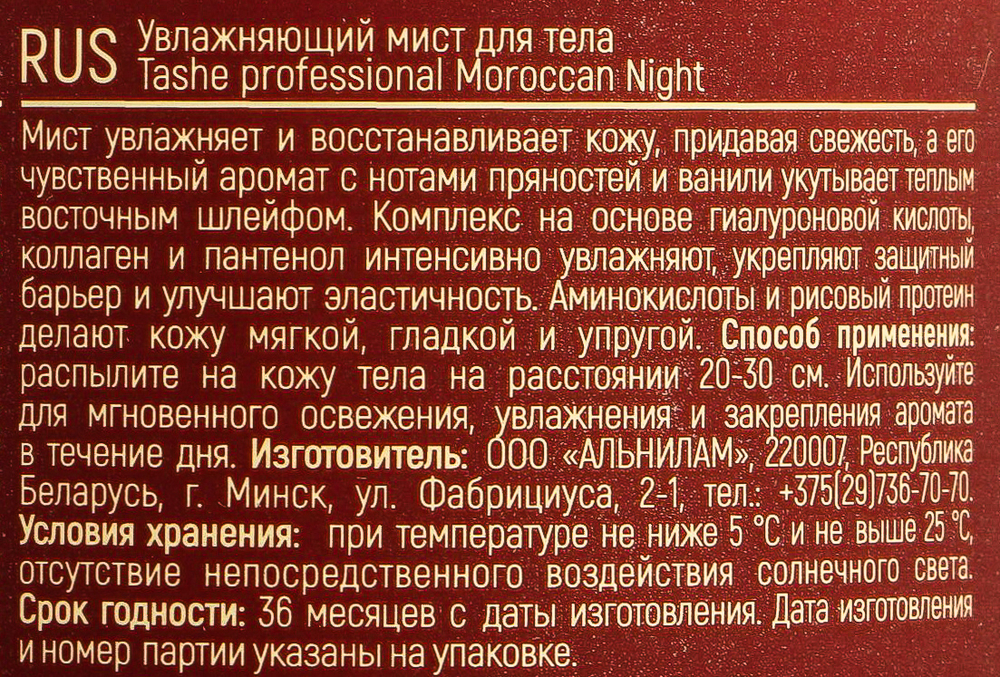 RUS Увлажняющий мист для тела
Tashe professional Moroccan Night
Мист увлажняет и восстанавливает кожу, придавая свежесть, а его
чувственный аромат с нотами пряностей и ванили укутывает теплым
восточным шлейфом. Комплекс на основе гиалуроновой кислоты,
коллаген и пантенол интенсивно увлажняют, укрепляют защитный
барьер и улучшают эластичность. Аминокислоты и рисовый протеин
делают кожу мягкой, гладкой и упругой. Способ применения:
распылите на кожу тела на расстоянии 20-30 см. Используйте
для мгновенного освежения, увлажнения и закрепления аромата
в течение дня. Изготовитель: ООО «АЛЬНИЛАМ», 220007, Республика
Беларусь, г. Минск, ул. Фабрициуса, 2-1, тел.: +375(29)736-70-70.
Условия хранения: при температуре не ниже 5 °C и не выше 25 °C,
отсутствие непосредственного воздействия солнечного света.
Срок годности: 36 месяцев с даты изготовления. Дата изготовления
и номер партии указаны на упаковке.